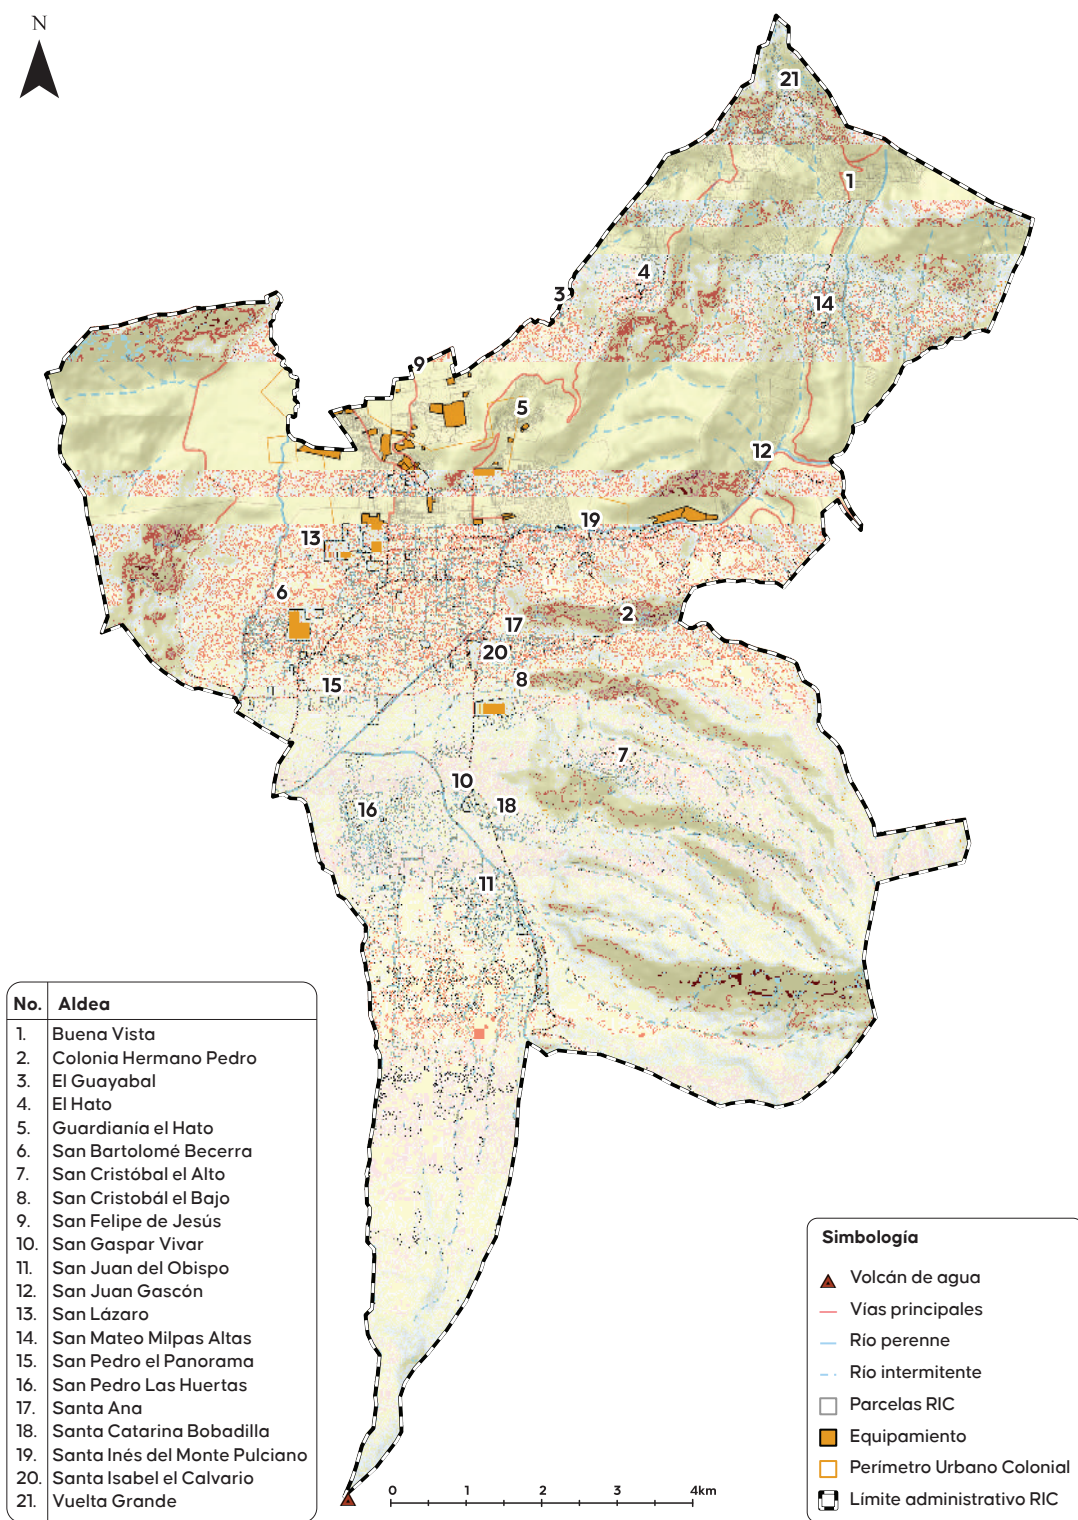 N
21
1
4
3
14
9
5
12
19
13
6
2
17
20
15
8
7
10
16
18
11
No. Aldea
1. Buena Vista
2. Colonia Hermano Pedro
3. El Guayabal
4. El Hato
5. Guardianía el Hato
6. San Bartolomé Becerra
7. San Cristóbal el Alto
8. San Cristobál el Bajo
9. San Felipe de Jesús
10. San Gaspar Vivar
11. San Juan del Obispo
12. San Juan Gascón
13. San Lázaro
14. San Mateo Milpas Altas
15. San Pedro el Panorama
16. San Pedro Las Huertas
17. Santa Ana
18. Santa Catarina Bobadilla
19. Santa Inés del Monte Pulciano
20. Santa Isabel el Calvario
21. Vuelta Grande
Simbología
Volcán de agua
Vías principales
Río perenne
Río intermitente
Parcelas RIC
Equipamiento
Perímetro Urbano Colonial
Límite administrativo RIC
0 1 2 3 4km